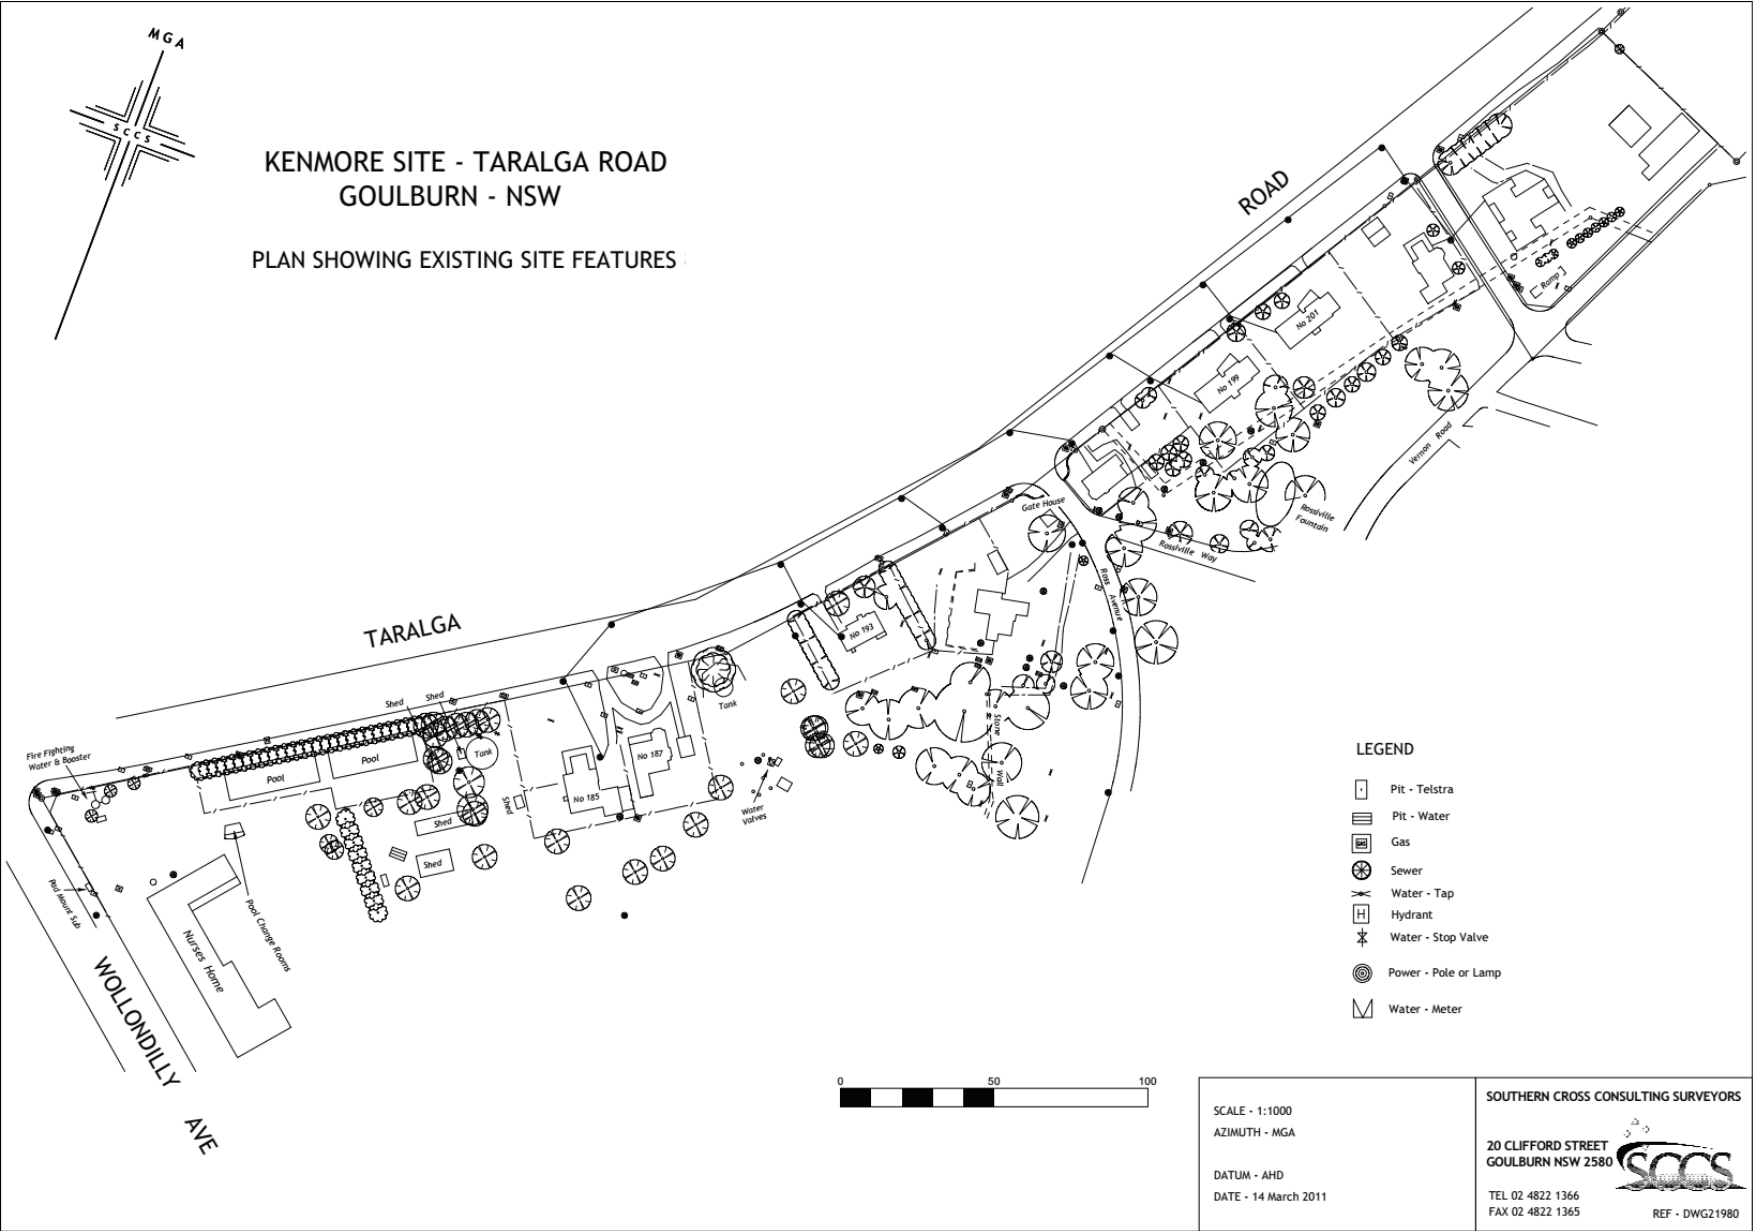 MGA
SCCS
KENMORE SITE - TARALGA ROAD
GOULBURN - NSW
PLAN SHOWING EXISTING SITE FEATURES
ROAD
TARALGA
WOLLONDILLY
AVE
Ramp
No 201
No 199
Vernon Road
Rossiville
Fountain
Rossiville Way
Gate House
Ross
Avenue
No 193
Stone
Wall
Tank
Shed
Shed
Fire Fighting
Water & Booster
Pool
Pool
Tank
No 187
No 185
Shed
Water
Valves
Shed
Shed
Pad Mount Sub
Pool Change Rooms
Nurses Home
LEGEND
Pit - Telstra
Pit - Water
GAS Gas
Sewer
Water - Tap
H Hydrant
Water - Stop Valve
Power - Pole or Lamp
Water - Meter
0 50 100
SCALE - 1:1000
AZIMUTH - MGA
DATUM - AHD
DATE - 14 March 2011
SOUTHERN CROSS CONSULTING SURVEYORS
20 CLIFFORD STREET
GOULBURN NSW 2580
SCCS
TEL 02 4822 1366
FAX 02 4822 1365
REF - DWG21980